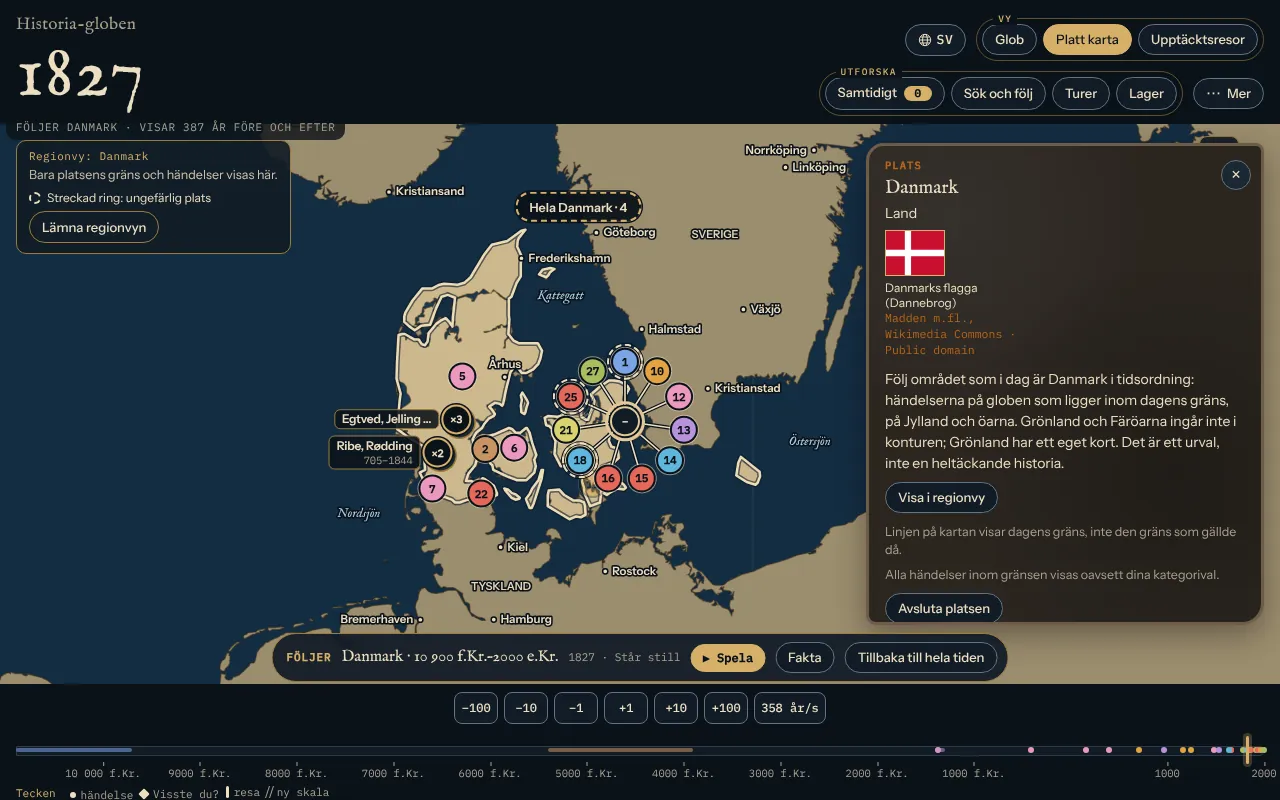 Historia-globen
1827
FÖLJER DANMARK · VISAR 387 ÅR FÖRE OCH EFTER
SV
VY
Glob
Platt karta
Upptäcktsresor
UTFORSKA
Samtidigt 0
Sök och följ
Turer
Lager
··· Mer
Regionvy: Danmark
Bara platsens gräns och händelser visas här.
Streckad ring: ungefärlig plats
Lämna regionvyn
Norrköping
Linköping
Kristiansand
Hela Danmark · 4
Göteborg
SVERIGE
Frederikshamn
Kattegatt
Växjö
Halmstad
Århus
Kristianstad
27
1
10
5
25
12
Egtved, Jelling ...
×3
21
–
13
Östersjön
Ribe, Rødding
705–1844
×2
2
6
18
14
16
15
7
22
Nordsjön
Kiel
Rostock
TYSKLAND
Bremerhaven
Hamburg
PLATS
×
Danmark
Land
Danmarks flagga
(Dannebrog)
Madden m.fl.,
Wikimedia Commons ·
Public domain
Följ området som i dag är Danmark i tidsordning:
händelserna på globen som ligger inom dagens gräns,
på Jylland och öarna. Grönland och Färöarna ingår inte i
konturen; Grönland har ett eget kort. Det är ett urval,
inte en heltäckande historia.
Visa i regionvy
Linjen på kartan visar dagens gräns, inte den gräns som gällde
då.
Alla händelser inom gränsen visas oavsett dina kategorival.
Avsluta platsen
FÖLJER Danmark · 10 900 f.Kr.–2000 e.Kr. 1827 · Står still
▶ Spela
Fakta
Tillbaka till hela tiden
−100
−10
−1
+1
+10
+100
358 år/s
10 000 f.Kr.
9000 f.Kr.
8000 f.Kr.
7000 f.Kr.
6000 f.Kr.
5000 f.Kr.
4000 f.Kr.
3000 f.Kr.
2000 f.Kr.
1000 f.Kr.
1000
2000
Tecken händelse Visste du? resa // ny skala